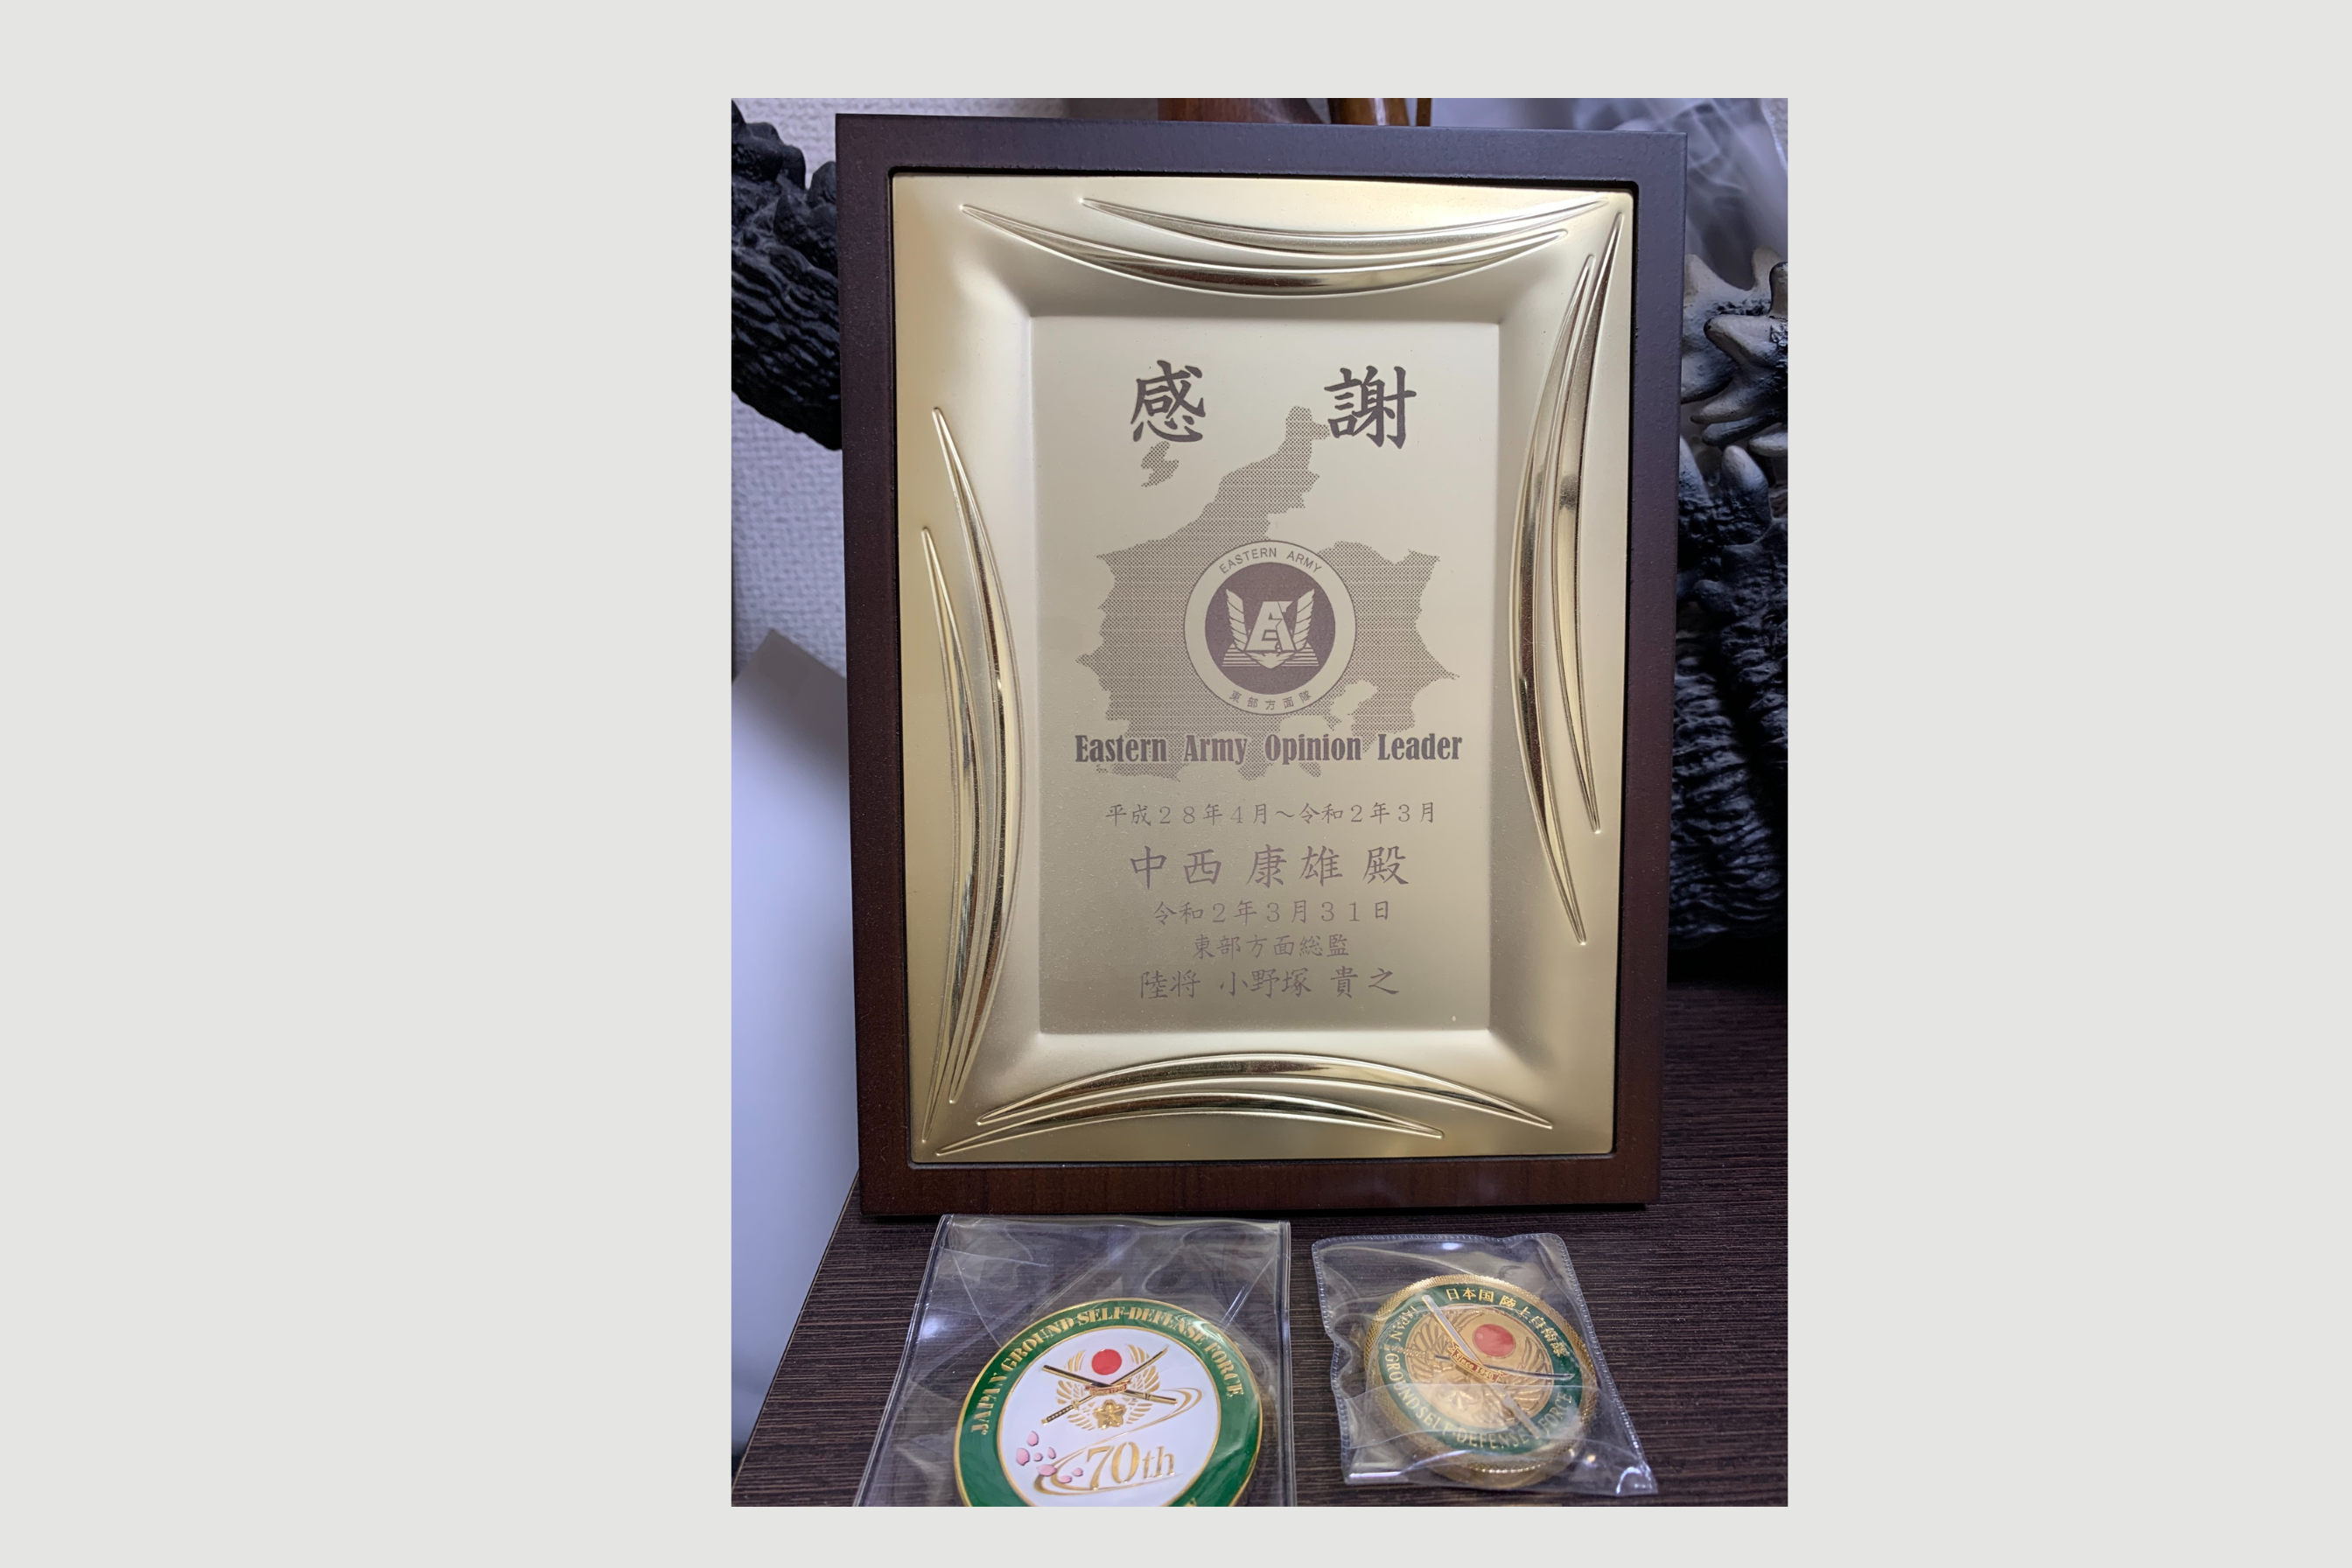 感 謝
EASTERN ARMY
東部方面隊
Eastern Army Opinion Leader
平成28年4月～令和2年3月
中西 康雄 殿
令和2年3月31日
東部方面総監
陸将 小野塚 貴之
JAPAN GROUND SELF-DEFENSE FORCE
70th
日本国 陸上自衛隊
JAPAN GROUND SELF-DEFENSE FORCE